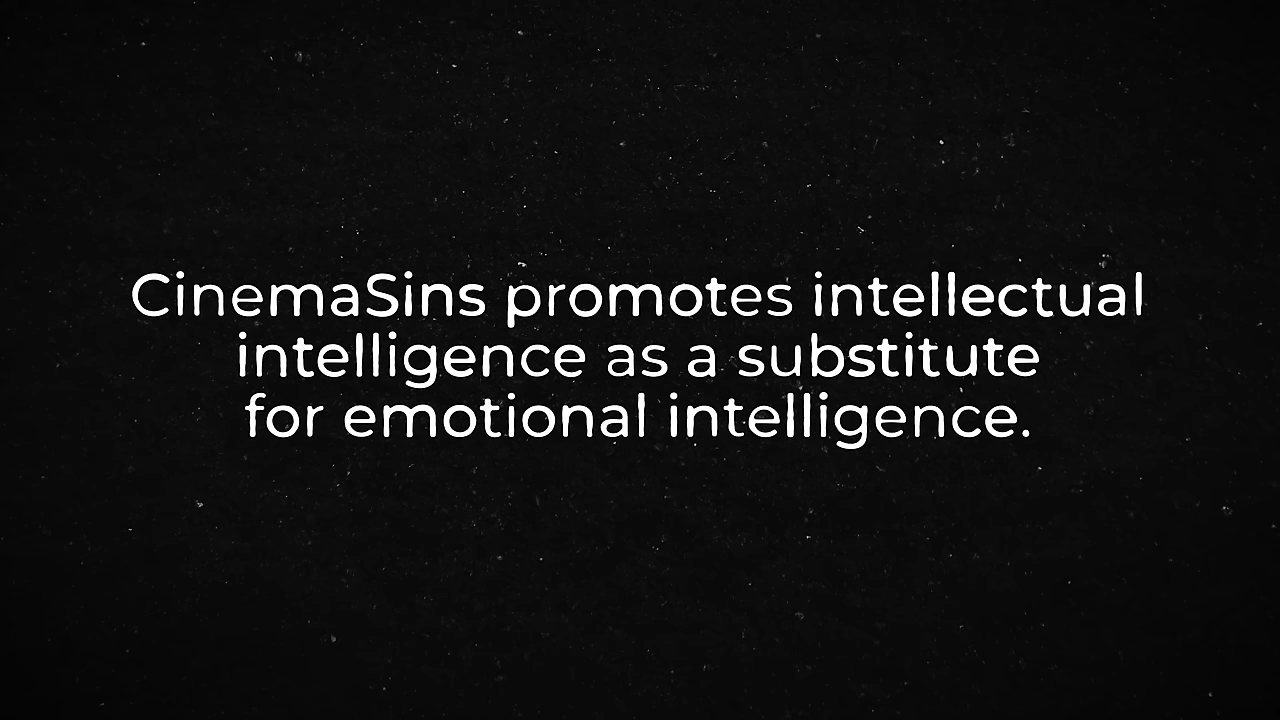 CinemaSins promotes intellectual
intelligence as a substitute
for emotional intelligence.